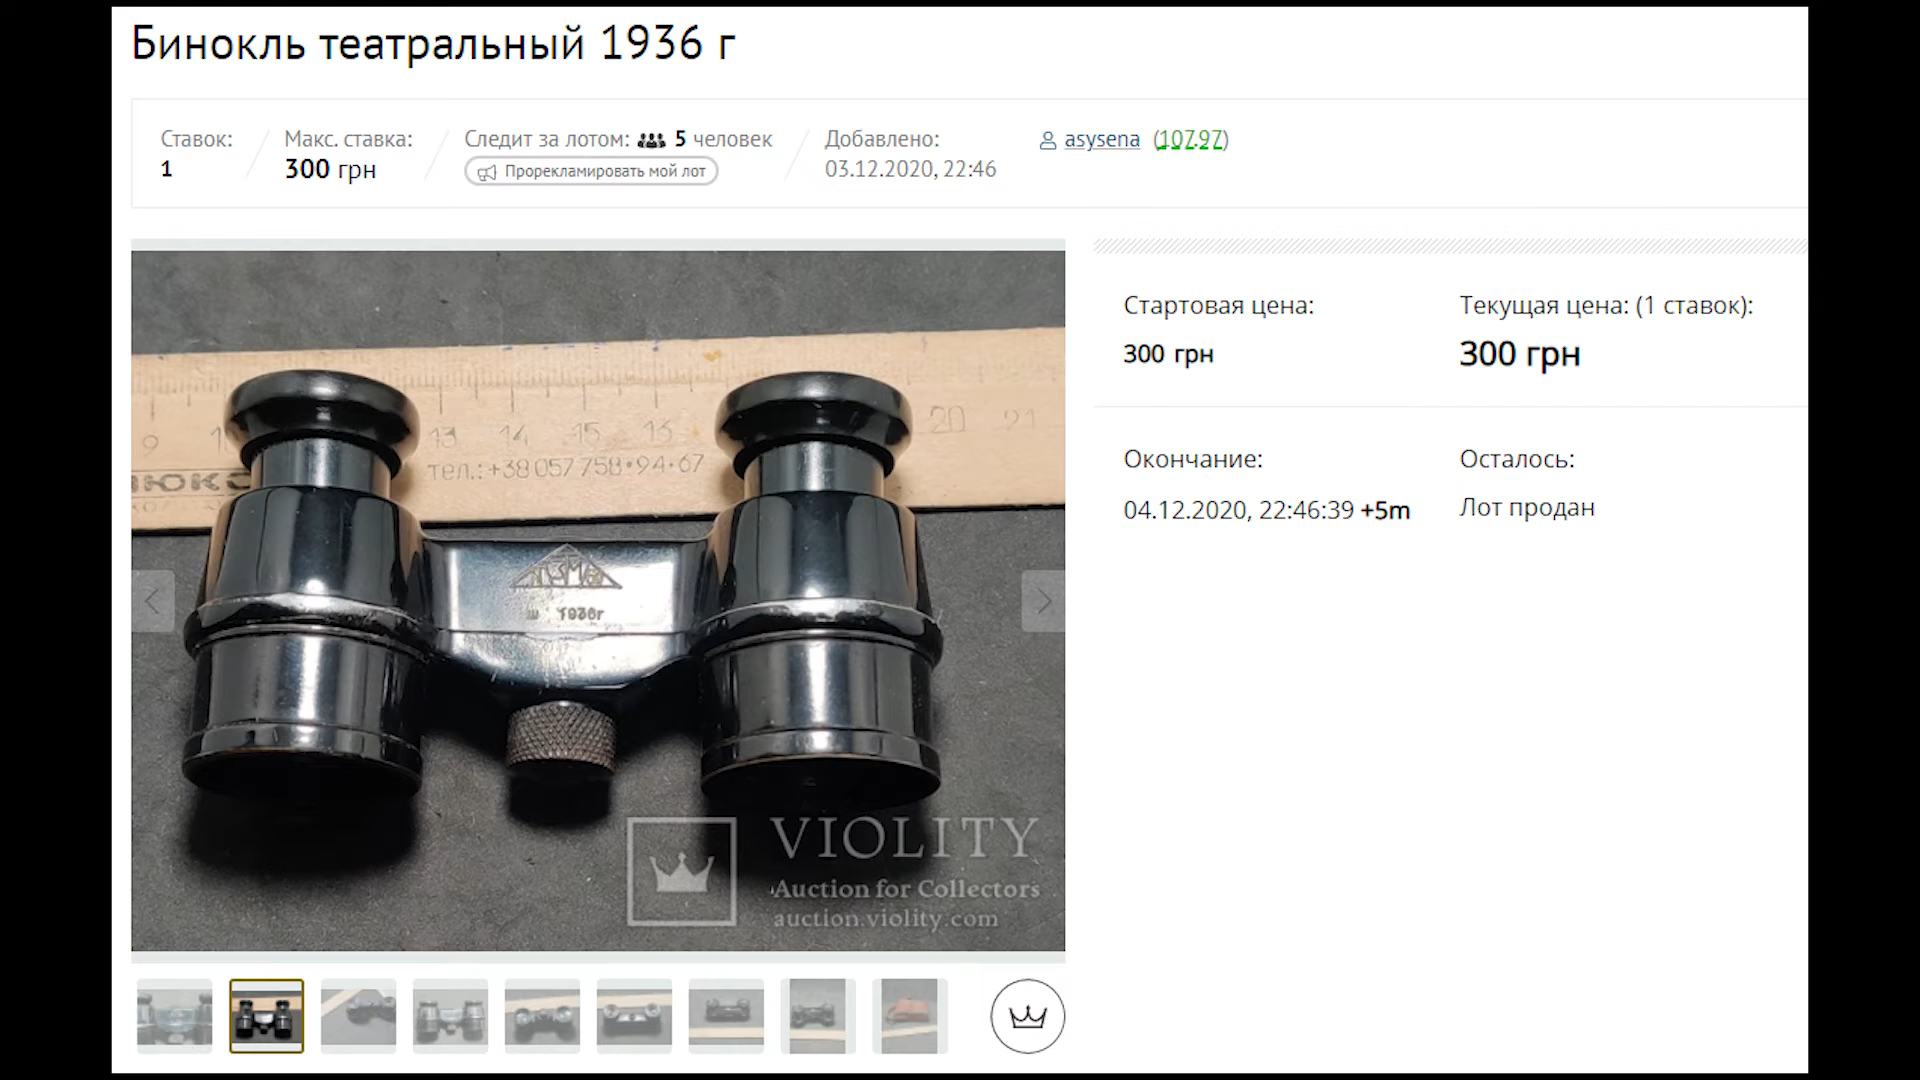 Бинокль театральный 1936 г
Ставок:
1
Макс. ставка:
300 грн
Следит за лотом: 5 человек
Прорекламировать мой лот
Добавлено:
03.12.2020, 22:46
asysena (107.97)
Стартовая цена:
300 грн
Текущая цена: (1 ставок):
300 грн
Окончание:
04.12.2020, 22:46:39 +5m
Осталось:
Лот продан
9 13 14 15 16 20 21
тел.: +38 057 758•94•67
1936г
VIOLITY
Auction for Collectors
auction.violity.com